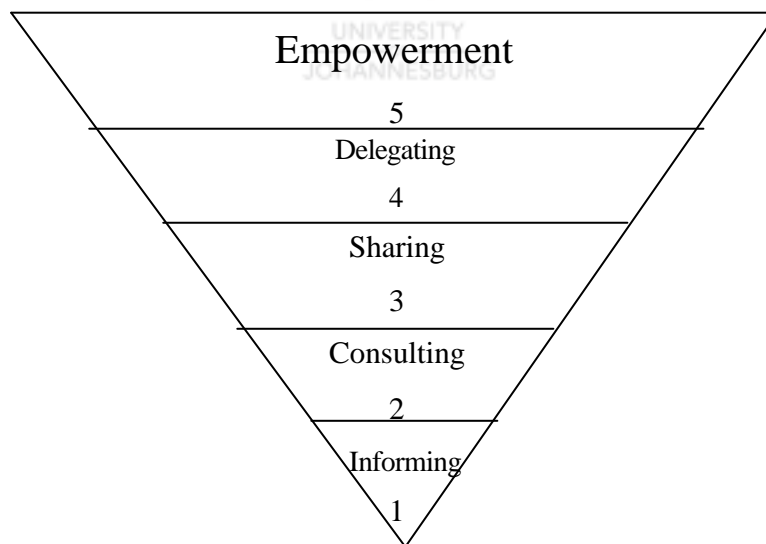 UNIVERSITY
Empowerment
JOHANNESBURG
5
Delegating
4
Sharing
3
Consulting
2
Informing
1